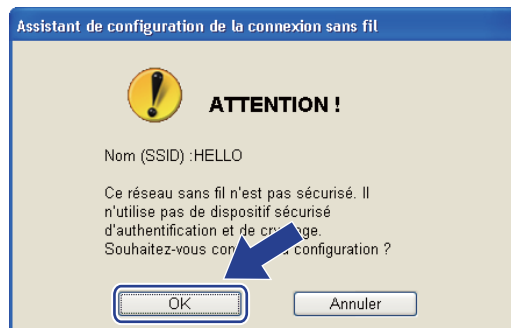 Assistant de configuration de la connexion sans fil
ATTENTION !
Nom (SSID) :HELLO
Ce réseau sans fil n'est pas sécurisé. Il
n'utilise pas de dispositif sécurisé
d'authentification et de
Souhaitez-vous configuration ?
OK
Annuler